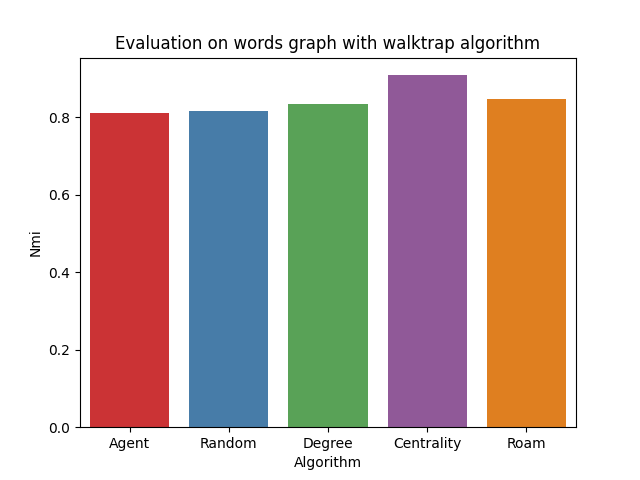 Evaluation on words graph with walktrap algorithm
0.8
0.6
0.4
0.2
0.0
Nmi
Agent Random Degree Centrality Roam
Algorithm